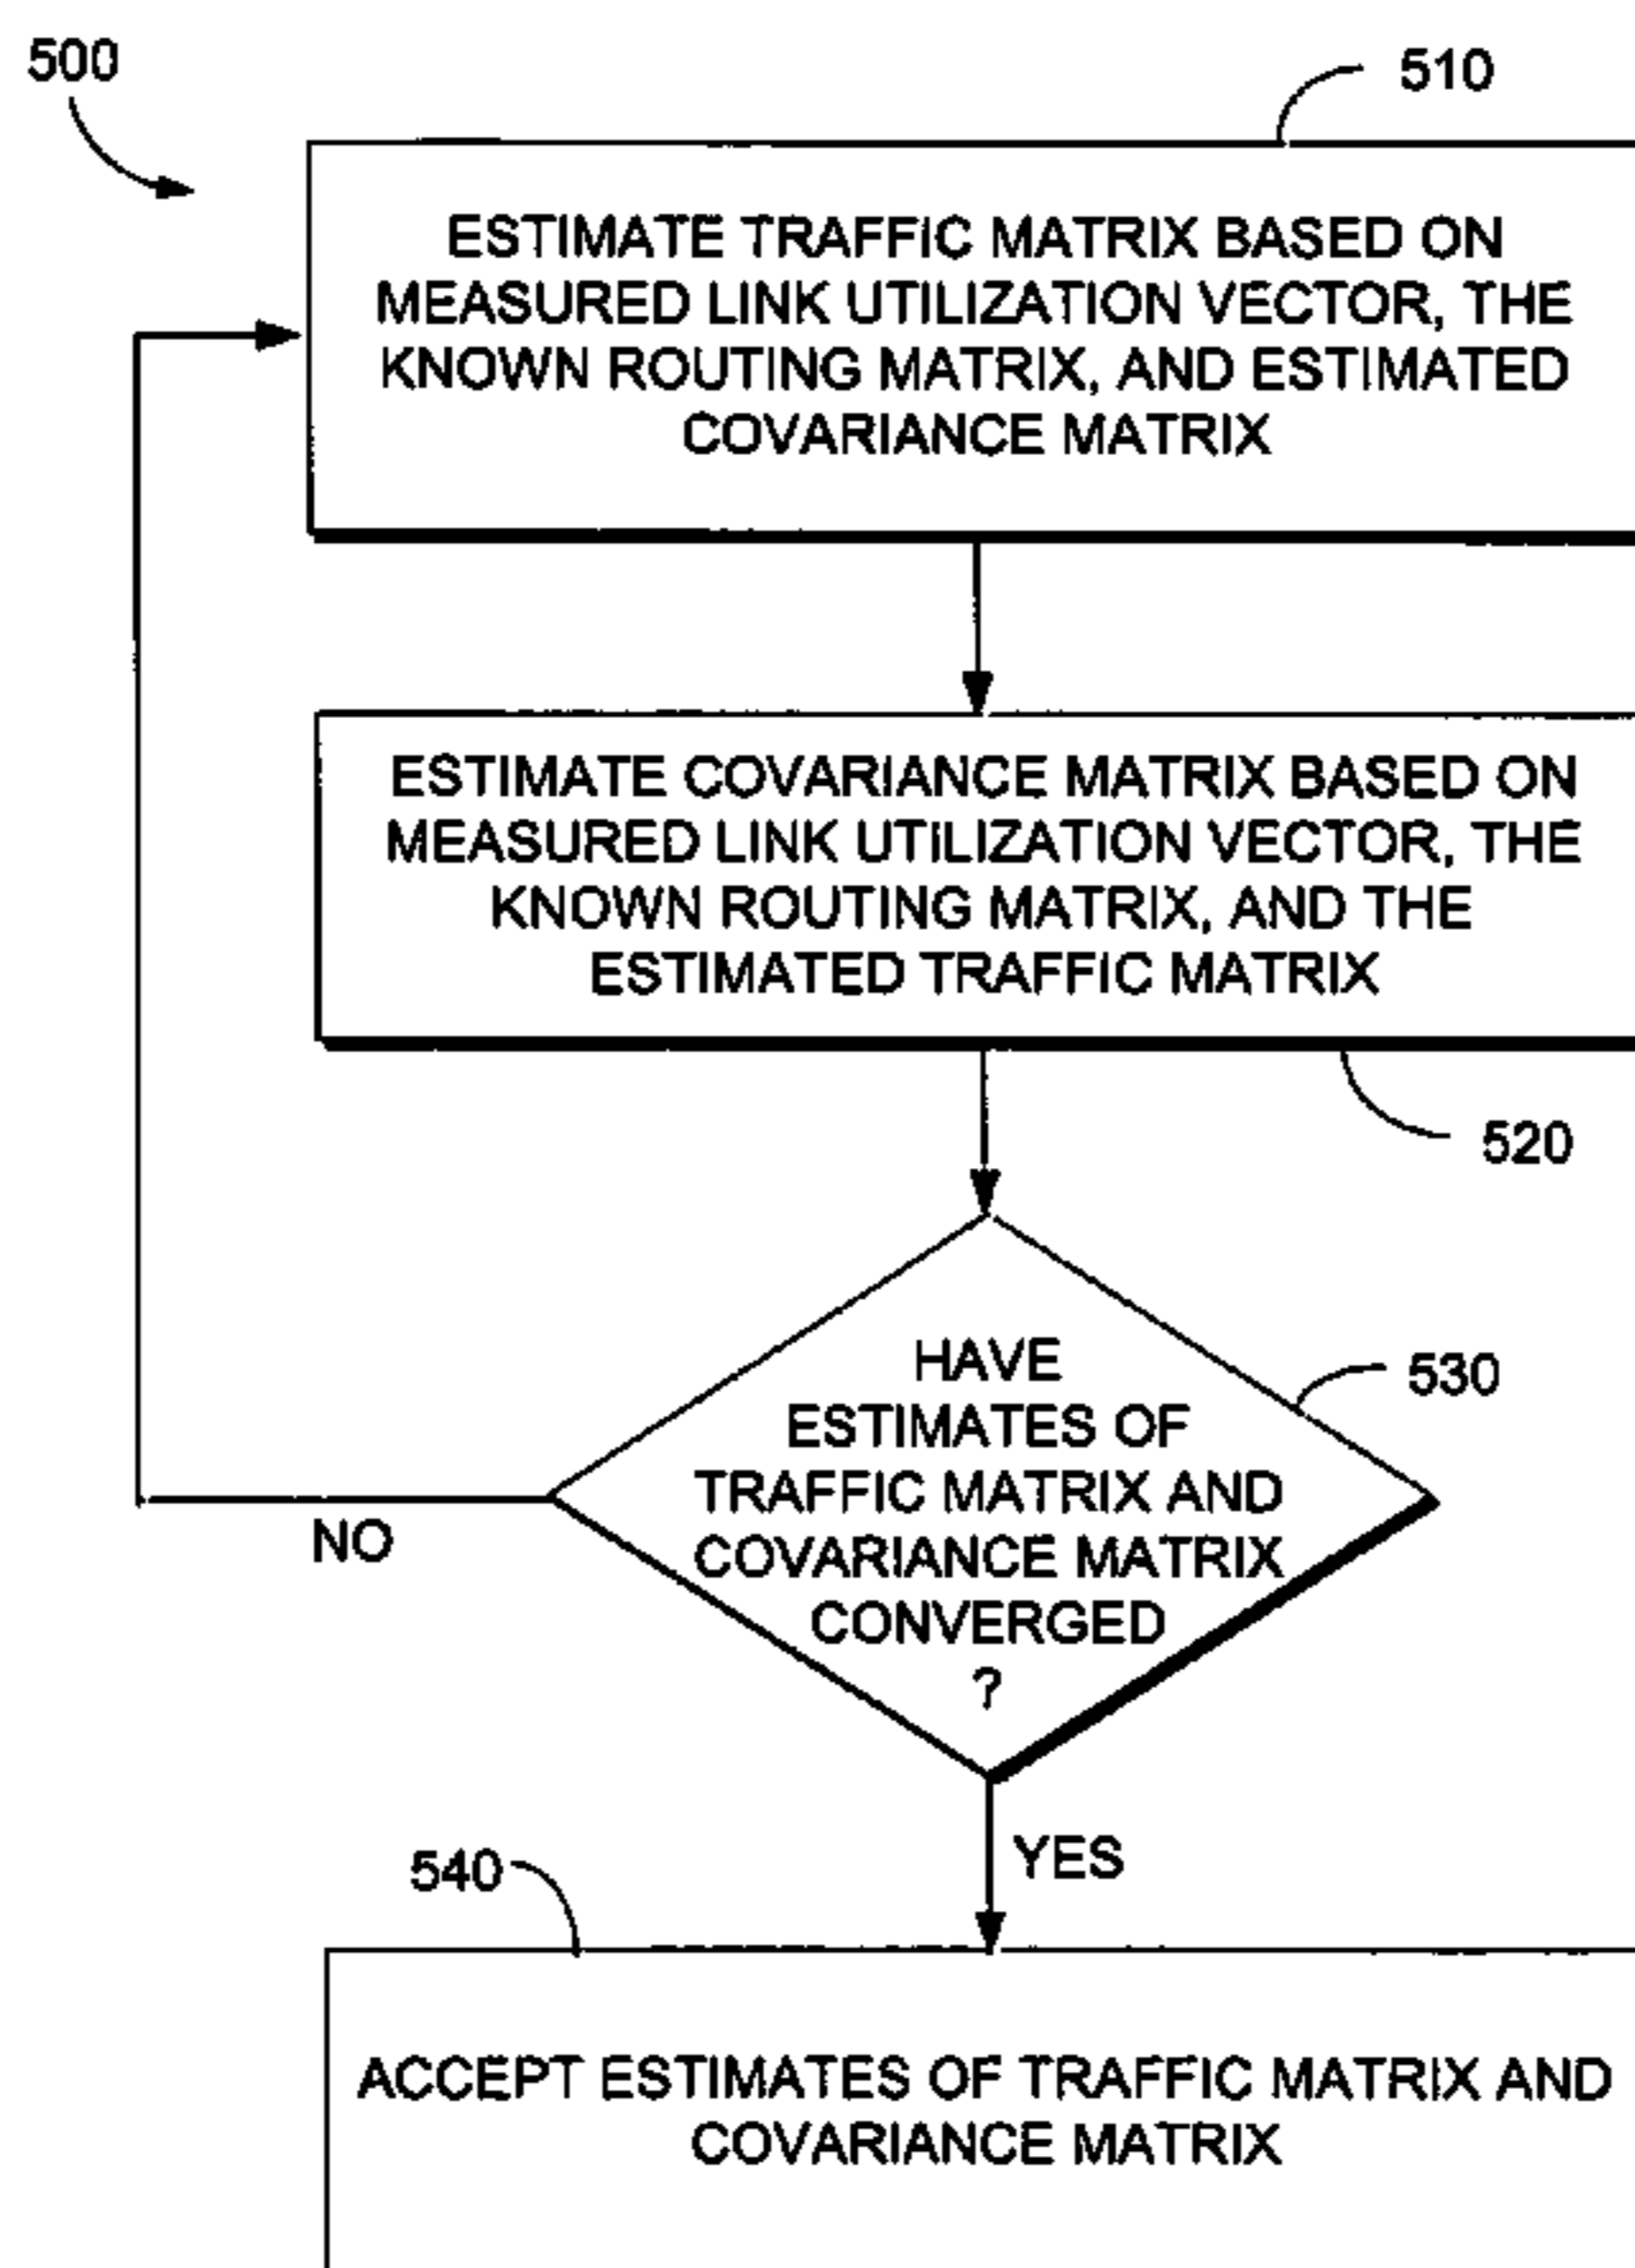 500
510
ESTIMATE TRAFFIC MATRIX BASED ON
MEASURED LINK UTILIZATION VECTOR, THE
KNOWN ROUTING MATRIX, AND ESTIMATED
COVARIANCE MATRIX
ESTIMATE COVARIANCE MATRIX BASED ON
MEASURED LINK UTILIZATION VECTOR, THE
KNOWN ROUTING MATRIX, AND THE
ESTIMATED TRAFFIC MATRIX
520
HAVE
ESTIMATES OF
TRAFFIC MATRIX AND
COVARIANCE MATRIX
CONVERGED
?
530
NO
YES
540
ACCEPT ESTIMATES OF TRAFFIC MATRIX AND
COVARIANCE MATRIX